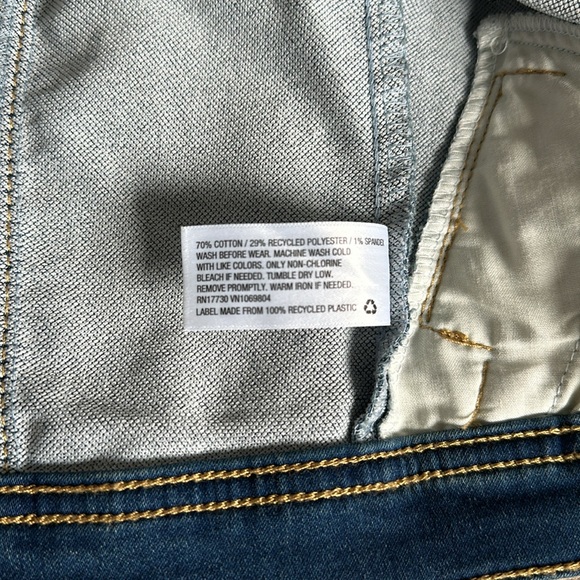 70% COTTON / 29% RECYCLED POLYESTER / 1% SPANDEX
WASH BEFORE WEAR. MACHINE WASH COLD
WITH LIKE COLORS. ONLY NON-CHLORINE
BLEACH IF NEEDED. TUMBLE DRY LOW.
REMOVE PROMPTLY. WARM IRON IF NEEDED.
RN17730 VN1069804
LABEL MADE FROM 100% RECYCLED PLASTIC